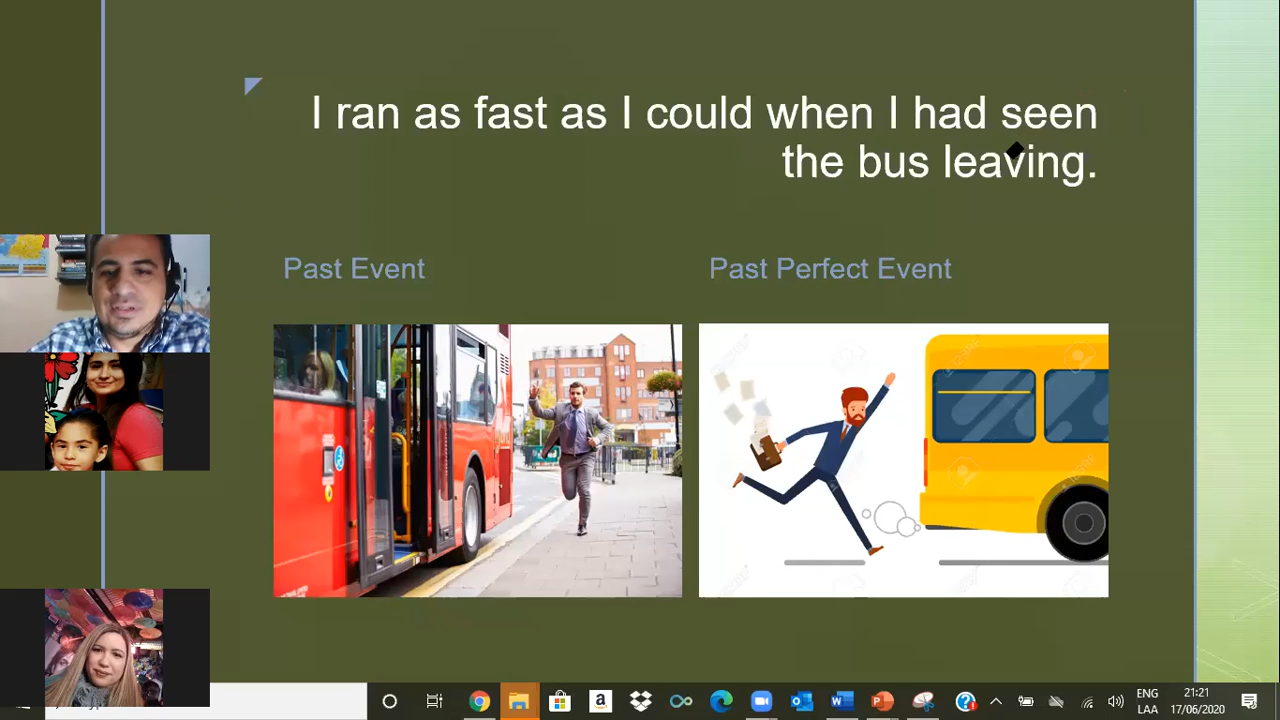 I ran as fast as I could when I had seen
the bus leaving.
Past Event
Past Perfect Event
ENG
LAA
21:21
17/06/2020